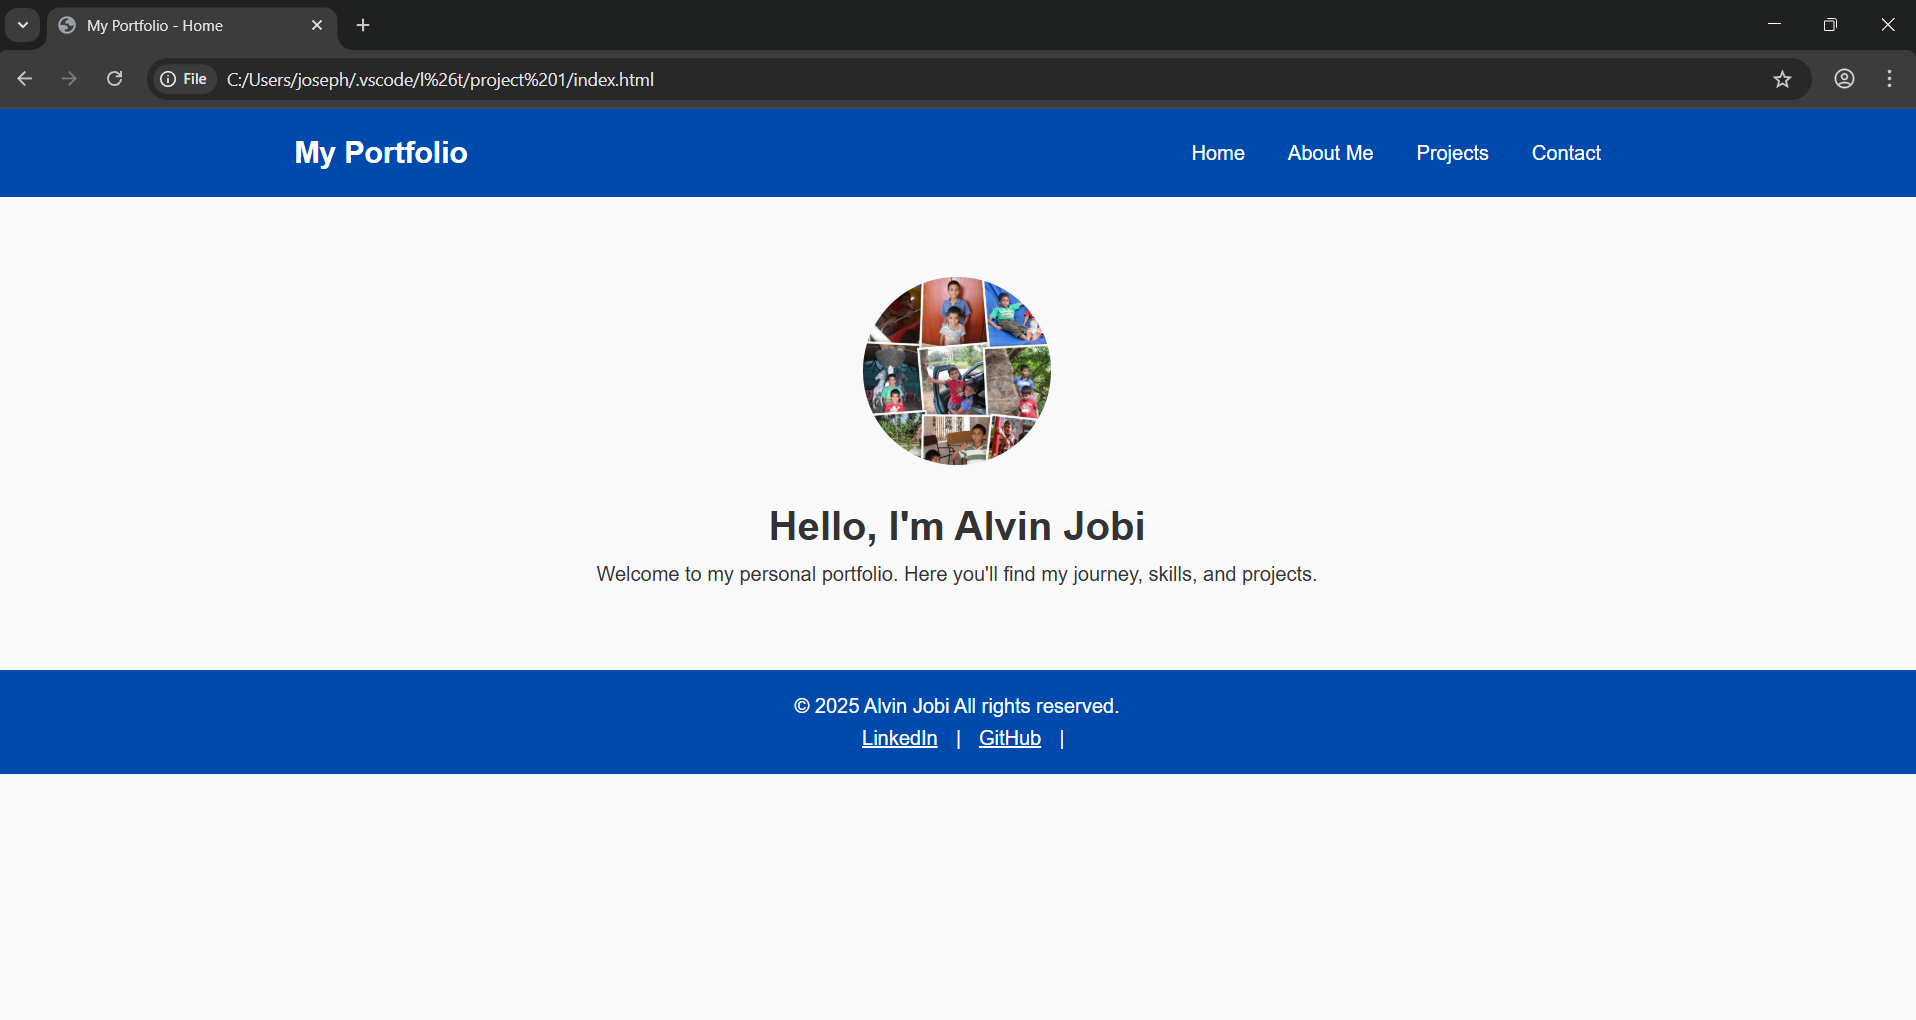 My Portfolio - Home
File C:/Users/joseph/.vscode/l%26t/project%201/index.html
My Portfolio Home About Me Projects Contact
Hello, I'm Alvin Jobi
Welcome to my personal portfolio. Here you'll find my journey, skills, and projects.
© 2025 Alvin Jobi All rights reserved.
LinkedIn | GitHub |